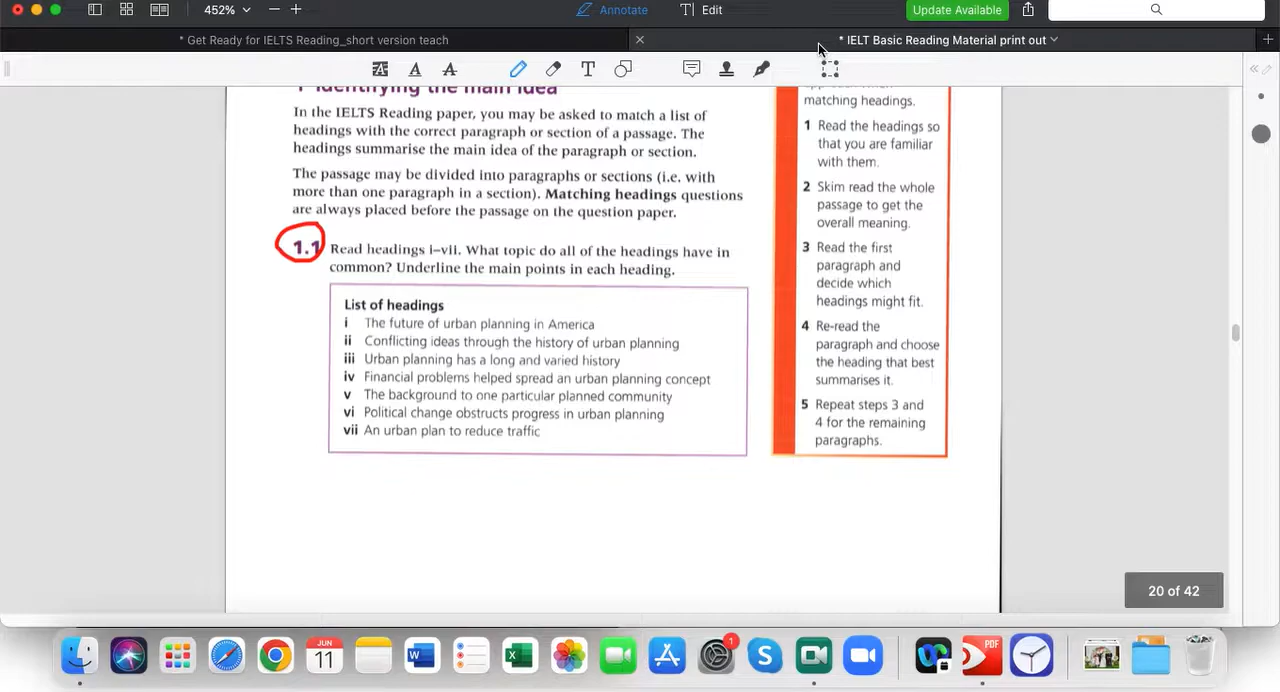 452%
Annotate
T Edit
Update Available
* Get Ready for IELTS Reading_short version teach
* IELT Basic Reading Material print out
A A A T
1 Identifying the main idea
In the IELTS Reading paper, you may be asked to match a list of
headings with the correct paragraph or section of a passage. The
headings summarise the main idea of the paragraph or section.
The passage may be divided into paragraphs or sections (i.e. with
more than one paragraph in a section). Matching headings questions
are always placed before the passage on the question paper.
1.1 Read headings i–vii. What topic do all of the headings have in
common? Underline the main points in each heading.
List of headings
i The future of urban planning in America
ii Conflicting ideas through the history of urban planning
iii Urban planning has a long and varied history
iv Financial problems helped spread an urban planning concept
v The background to one particular planned community
vi Political change obstructs progress in urban planning
vii An urban plan to reduce traffic
matching headings.
1 Read the headings so
that you are familiar
with them.
2 Skim read the whole
passage to get the
overall meaning.
3 Read the first
paragraph and
decide which
headings might fit.
4 Re-read the
paragraph and choose
the heading that best
summarises it.
5 Repeat steps 3 and
4 for the remaining
paragraphs.
20 of 42
JUN
11
W
X
1
S
PDF